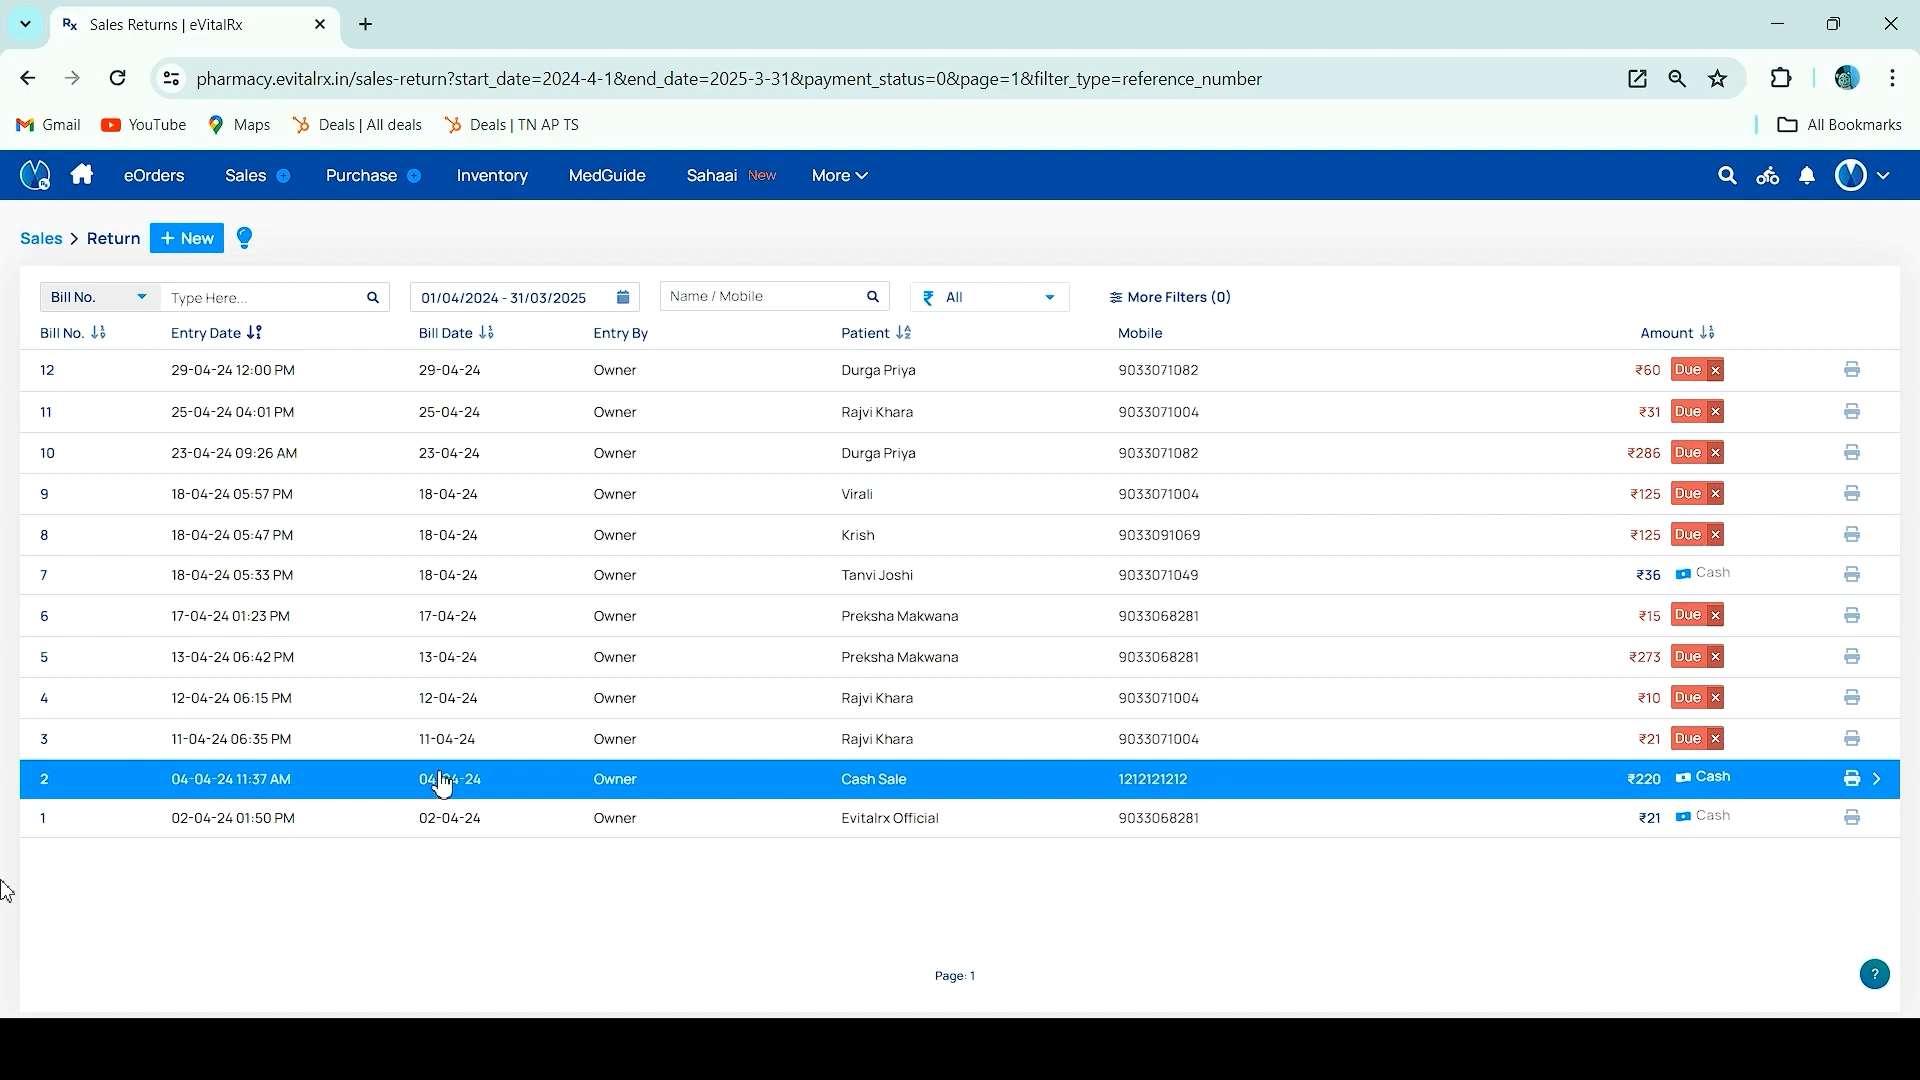 Rx Sales Returns | eVitalRx
pharmacy.evitalrx.in/sales-return?start_date=2024-4-1&end_date=2025-3-31&payment_status=0&page=1&filter_type=reference_number
Gmail YouTube Maps Deals | All deals Deals | TN AP TS All Bookmarks
eOrders Sales Purchase Inventory MedGuide Sahaai New More
Sales > Return + New
Bill No. Type Here... 01/04/2024 - 31/03/2025 Name / Mobile ₹ All More Filters (0)
Bill No. Entry Date Bill Date Entry By Patient Mobile Amount
12 29-04-24 12:00 PM 29-04-24 Owner Durga Priya 9033071082 ₹60 Due ×
11 25-04-24 04:01 PM 25-04-24 Owner Rajvi Khara 9033071004 ₹31 Due ×
10 23-04-24 09:26 AM 23-04-24 Owner Durga Priya 9033071082 ₹286 Due ×
9 18-04-24 05:57 PM 18-04-24 Owner Virali 9033071004 ₹125 Due ×
8 18-04-24 05:47 PM 18-04-24 Owner Krish 9033091069 ₹125 Due ×
7 18-04-24 05:33 PM 18-04-24 Owner Tanvi Joshi 9033071049 ₹36 Cash
6 17-04-24 01:23 PM 17-04-24 Owner Preksha Makwana 9033068281 ₹15 Due ×
5 13-04-24 06:42 PM 13-04-24 Owner Preksha Makwana 9033068281 ₹273 Due ×
4 12-04-24 06:15 PM 12-04-24 Owner Rajvi Khara 9033071004 ₹10 Due ×
3 11-04-24 06:35 PM 11-04-24 Owner Rajvi Khara 9033071004 ₹21 Due ×
2 04-04-24 11:37 AM 04-04-24 Owner Cash Sale 1212121212 ₹220 Cash
1 02-04-24 01:50 PM 02-04-24 Owner Evitalrx Official 9033068281 ₹21 Cash
Page: 1
?